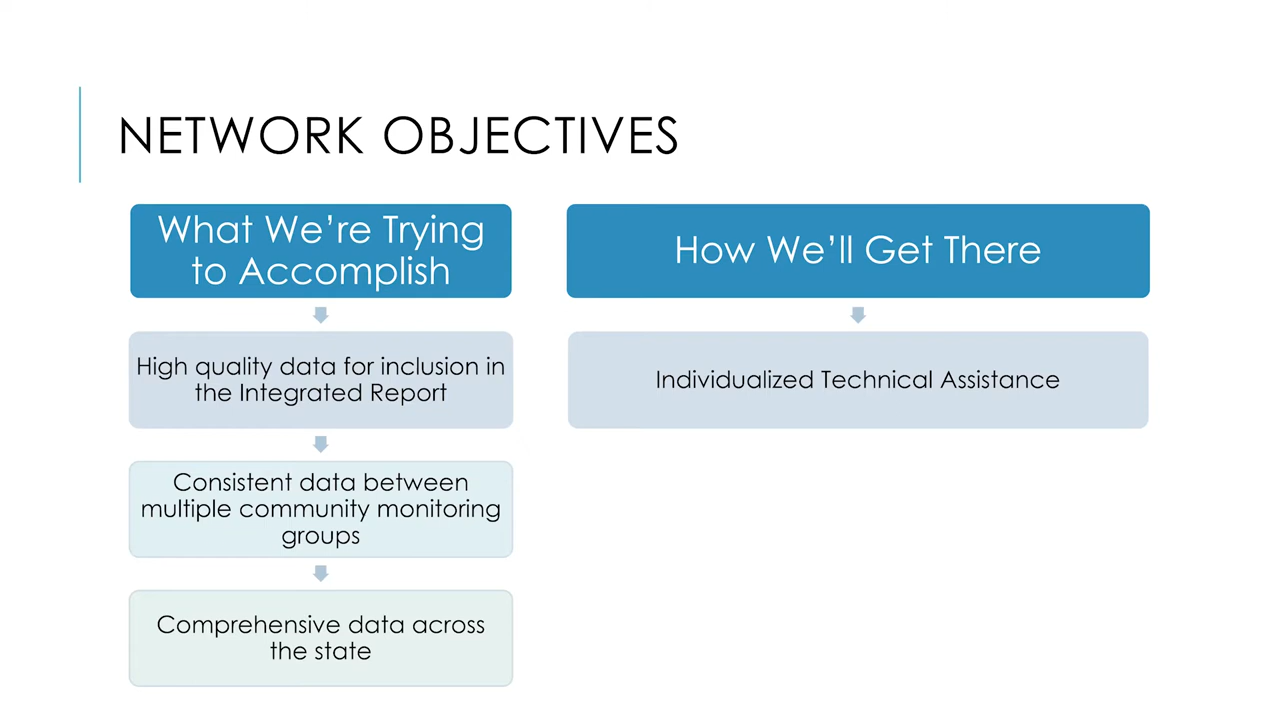 NETWORK OBJECTIVES
What We're Trying
to Accomplish
High quality data for inclusion in
the Integrated Report
Consistent data between
multiple community monitoring
groups
Comprehensive data across
the state
How We'll Get There
Individualized Technical Assistance